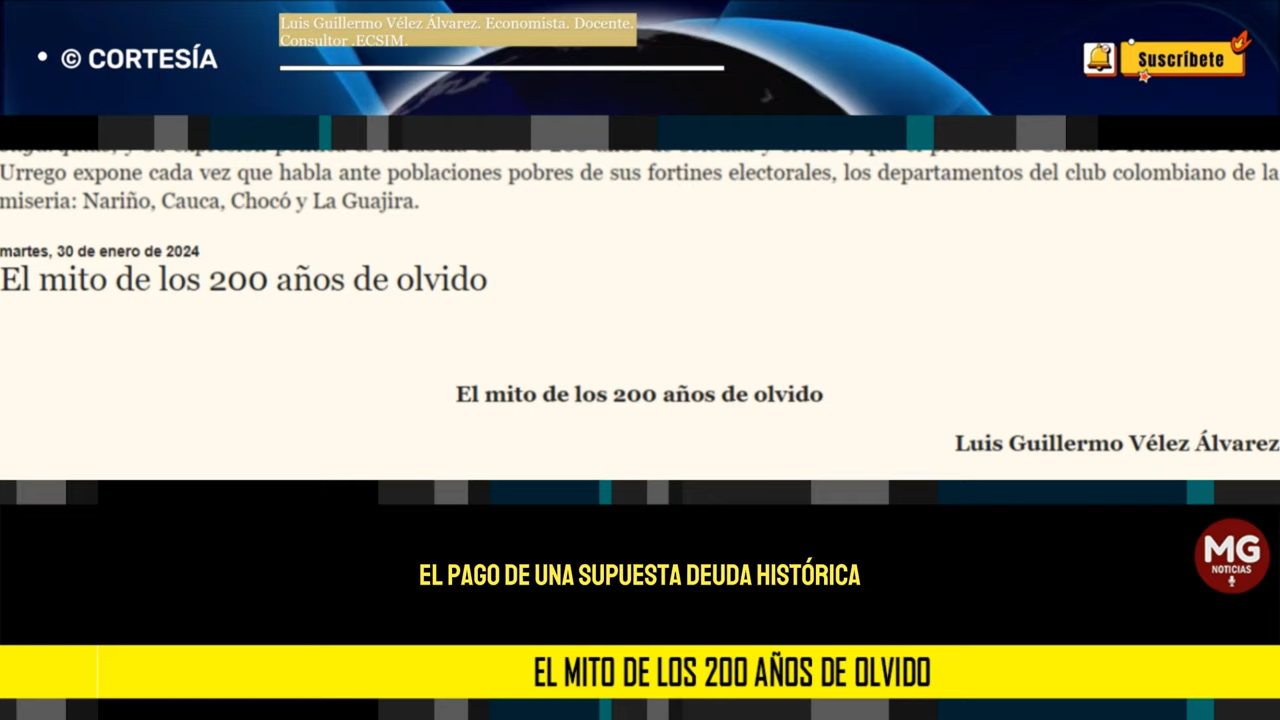 Luis Guillermo Vélez Álvarez. Economista. Docente.
Consultor .ECSIM.
• © CORTESÍA
Suscríbete
Urrego expone cada vez que habla ante poblaciones pobres de sus fortines electorales, los departamentos del club colombiano de la
miseria: Nariño, Cauca, Chocó y La Guajira.
martes, 30 de enero de 2024
El mito de los 200 años de olvido
El mito de los 200 años de olvido
Luis Guillermo Vélez Álvarez
MG
NOTICIAS
EL PAGO DE UNA SUPUESTA DEUDA HISTÓRICA
EL MITO DE LOS 200 AÑOS DE OLVIDO